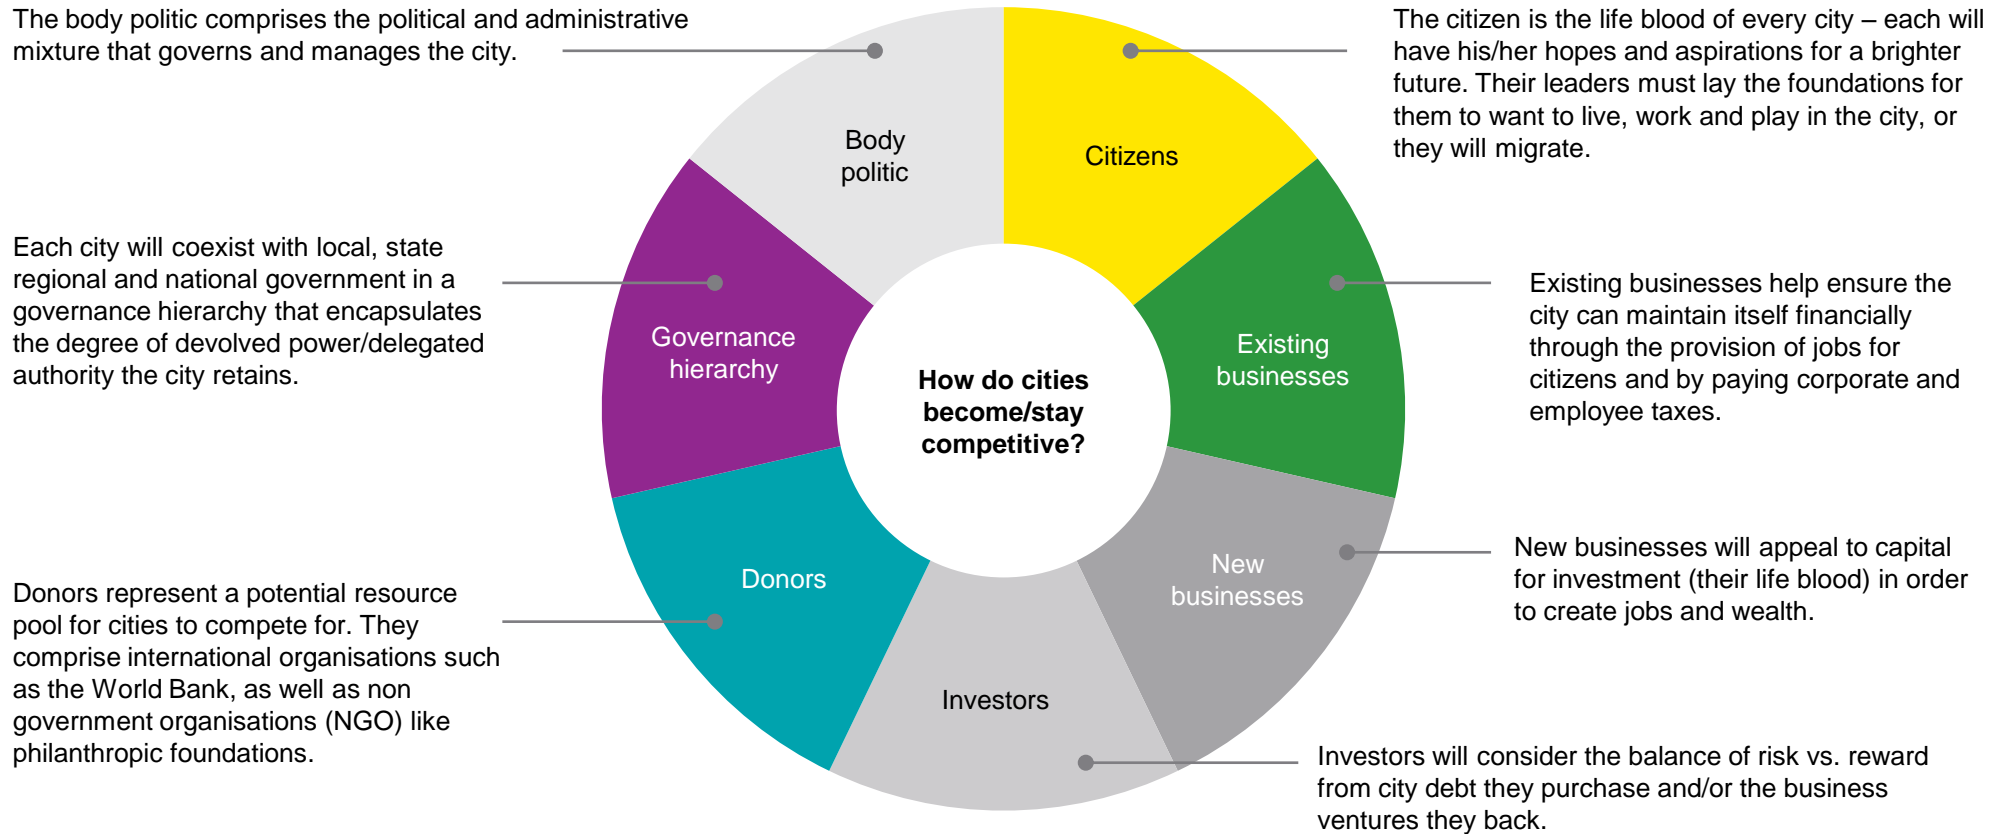 The body politic comprises the political and administrative
mixture that governs and manages the city.
The citizen is the life blood of every city – each will
have his/her hopes and aspirations for a brighter
future. Their leaders must lay the foundations for
them to want to live, work and play in the city, or
they will migrate.
Body
politic
Citizens
Each city will coexist with local, state
regional and national government in a
governance hierarchy that encapsulates
the degree of devolved power/delegated
authority the city retains.
Governance
hierarchy
How do cities
become/stay
competitive?
Existing
businesses
Existing businesses help ensure the
city can maintain itself financially
through the provision of jobs for
citizens and by paying corporate and
employee taxes.
Donors represent a potential resource
pool for cities to compete for. They
comprise international organisations such
as the World Bank, as well as non
government organisations (NGO) like
philanthropic foundations.
Donors
New
businesses
New businesses will appeal to capital
for investment (their life blood) in order
to create jobs and wealth.
Investors
Investors will consider the balance of risk vs. reward
from city debt they purchase and/or the business
ventures they back.